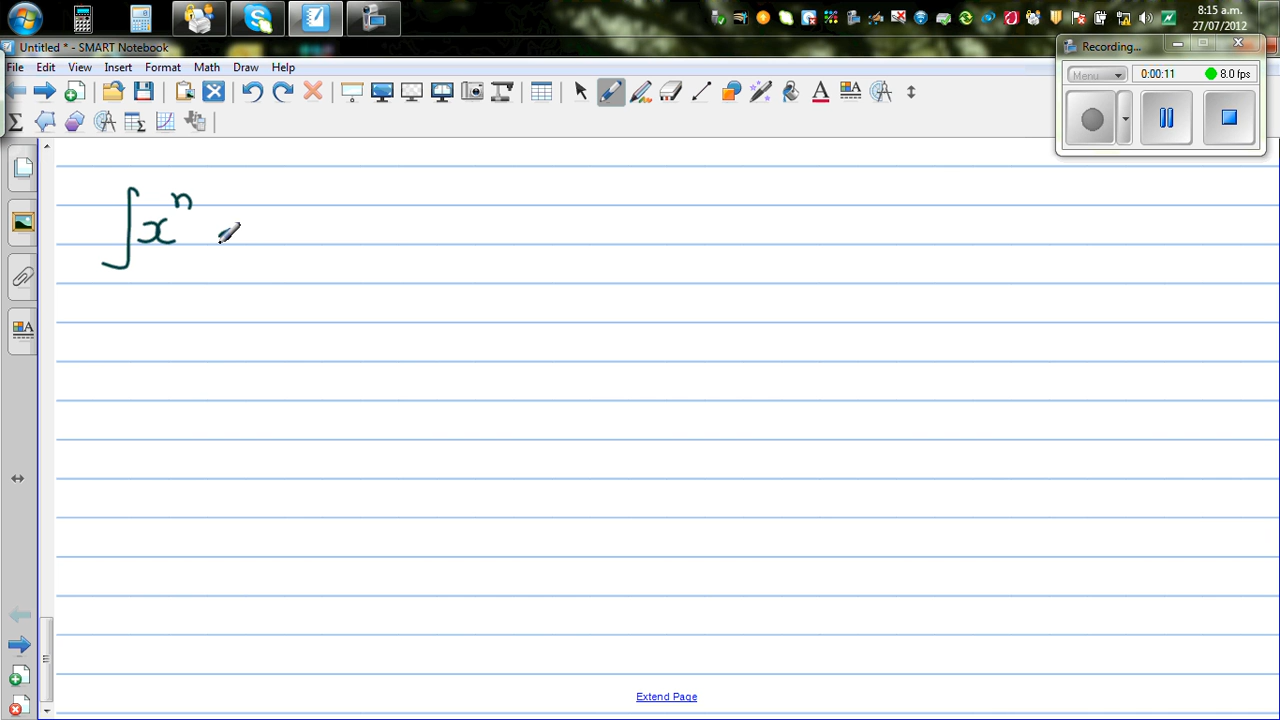 8:15 a.m.
27/07/2012
Untitled * - SMART Notebook
Recording...
File Edit View Insert Format Math Draw Help
Menu 0:00:11 8.0 fps
∫xⁿ
Extend Page